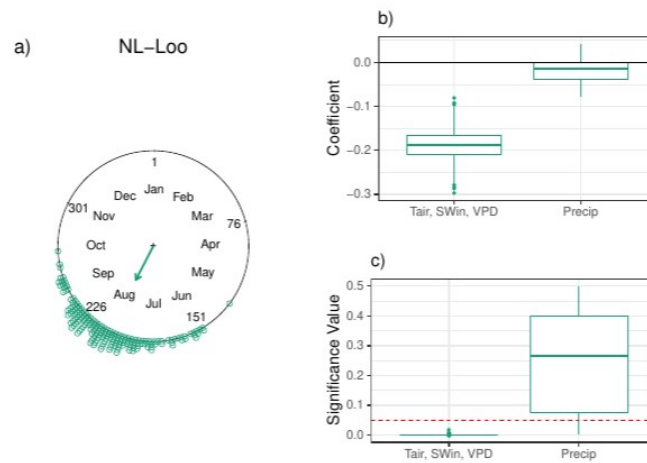 a)
NL−Loo
1
Jan
Feb
Mar
76
Apr
May
Jun
151
Jul
Aug
226
Sep
Oct
Nov
301
Dec
b)
Coefficient
0.0
−0.1
−0.2
−0.3
Tair, SWin, VPD
Precip
c)
Significance Value
0.5
0.4
0.3
0.2
0.1
0.0
Tair, SWin, VPD
Precip